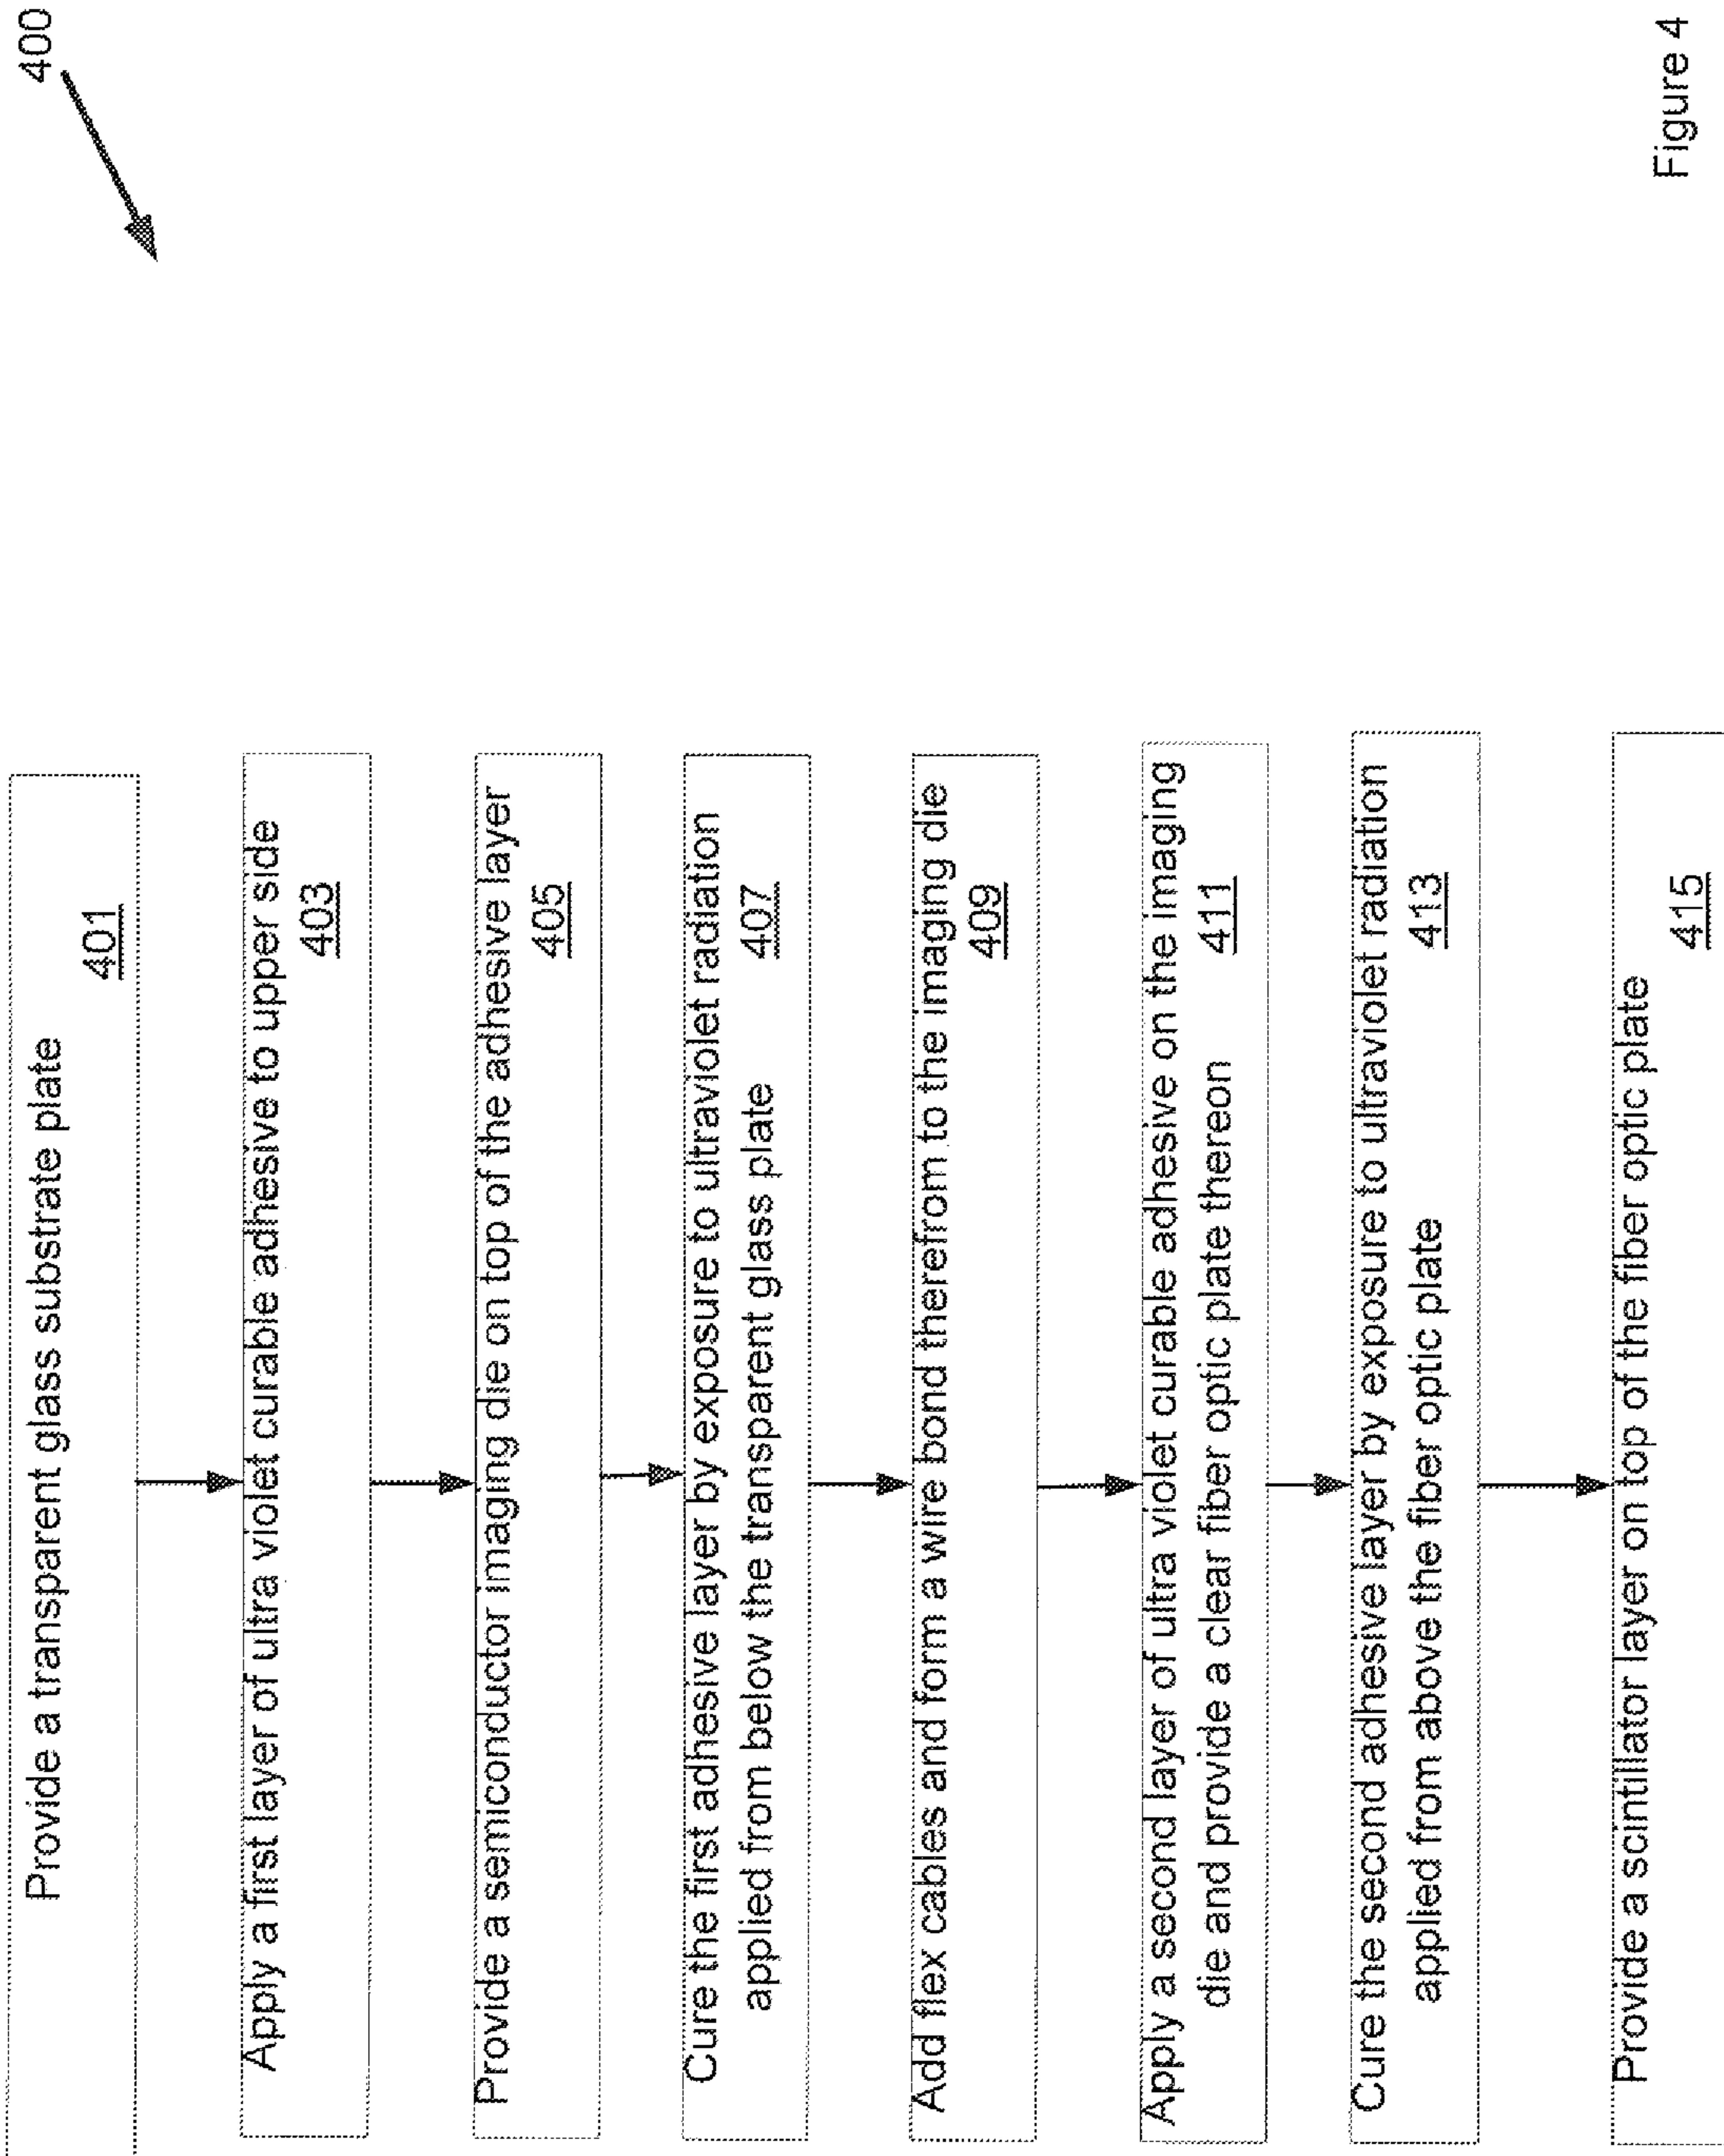 400
Provide a transparent glass substrate plate
401
Apply a first layer of ultra violet curable adhesive to upper side
403
Provide a semiconductor imaging die on top of the adhesive layer
405
Cure the first adhesive layer by exposure to ultraviolet radiation
applied from below the transparent glass plate
407
Add flex cables and form a wire bond therefrom to the imaging die
409
Apply a second layer of ultra violet curable adhesive on the imaging
die and provide a clear fiber optic plate thereon
411
Cure the second adhesive layer by exposure to ultraviolet radiation
applied from above the fiber optic plate
413
Provide a scintillator layer on top of the fiber optic plate
415
Figure 4